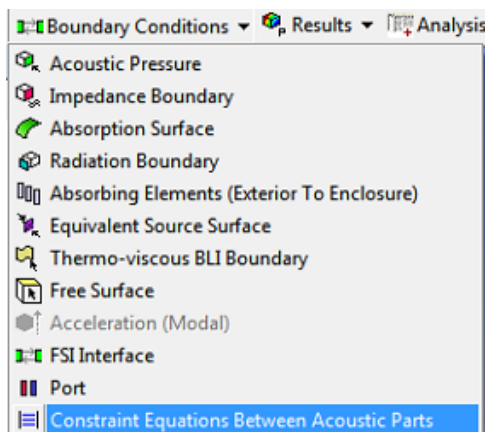 Boundary Conditions Results Analysis
Acoustic Pressure
Impedance Boundary
Absorption Surface
Radiation Boundary
Absorbing Elements (Exterior To Enclosure)
Equivalent Source Surface
Thermo-viscous BLI Boundary
Free Surface
Acceleration (Modal)
FSI Interface
Port
Constraint Equations Between Acoustic Parts